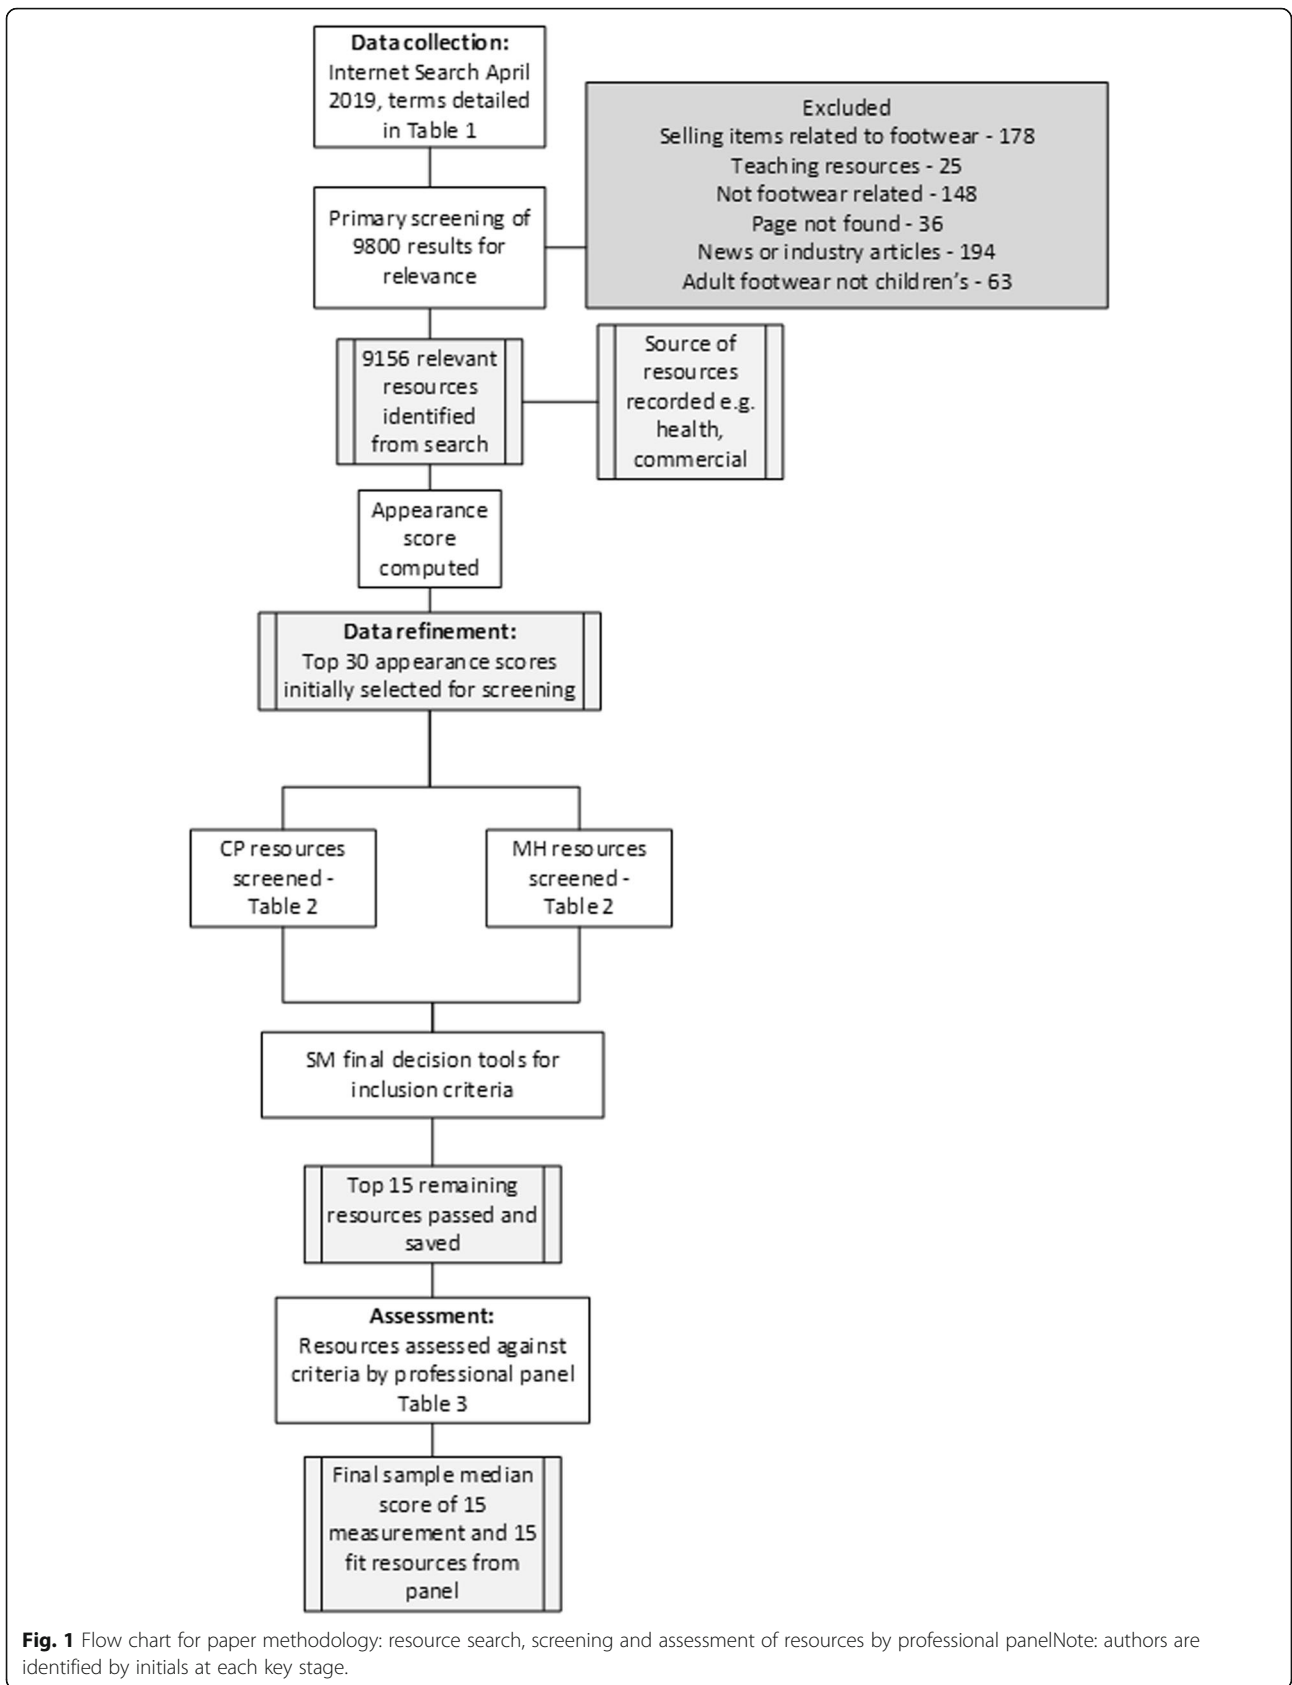 Data collection:
Internet Search April
2019, terms detailed
in Table 1
Excluded
Selling items related to footwear - 178
Teaching resources - 25
Not footwear related - 148
Page not found - 36
News or industry articles - 194
Adult footwear not children's - 63
Primary screening of
9800 results for
relevance
9156 relevant
resources
identified
from search
Source of
resources
recorded e.g.
health,
commercial
Appearance
score
computed
Data refinement:
Top 30 appearance scores
initially selected for screening
CP resources
screened -
Table 2
MH resources
screened -
Table 2
SM final decision tools for
inclusion criteria
Top 15 remaining
resources passed and
saved
Assessment:
Resources assessed against
criteria by professional panel
Table 3
Final sample median
score of 15
measurement and 15
fit resources from
panel
Fig. 1 Flow chart for paper methodology: resource search, screening and assessment of resources by professional panelNote: authors are
identified by initials at each key stage.